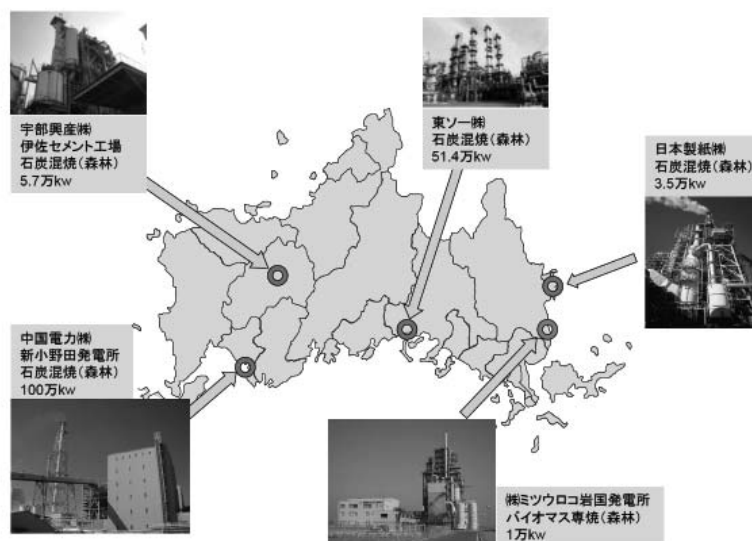 宇部興産㈱
伊佐セメント工場
石炭混焼(森林)
5.7万kw
東ソー㈱
石炭混焼(森林)
51.4万kw
日本製紙㈱
石炭混焼(森林)
3.5万kw
中国電力㈱
新小野田発電所
石炭混焼(森林)
100万kw
㈱ミツウロコ岩国発電所
バイオマス専焼(森林)
1万kw